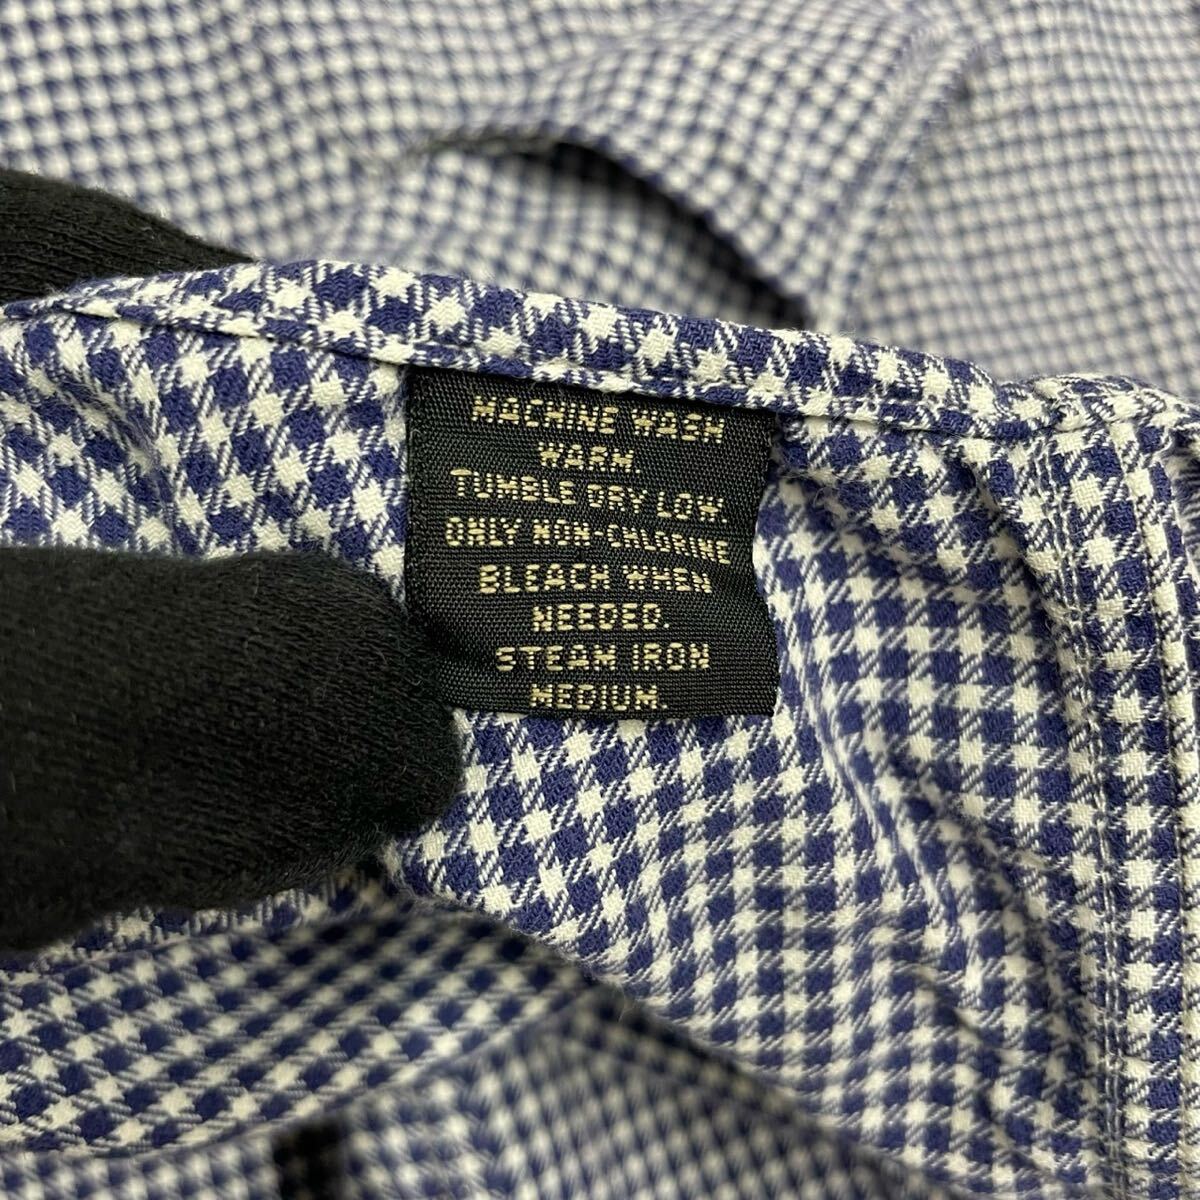 MACHINE WASH
WARM.
TUMBLE DRY LOW.
ONLY NON-CHLORINE
BLEACH WHEN
NEEDED.
STEAM IRON
MEDIUM.